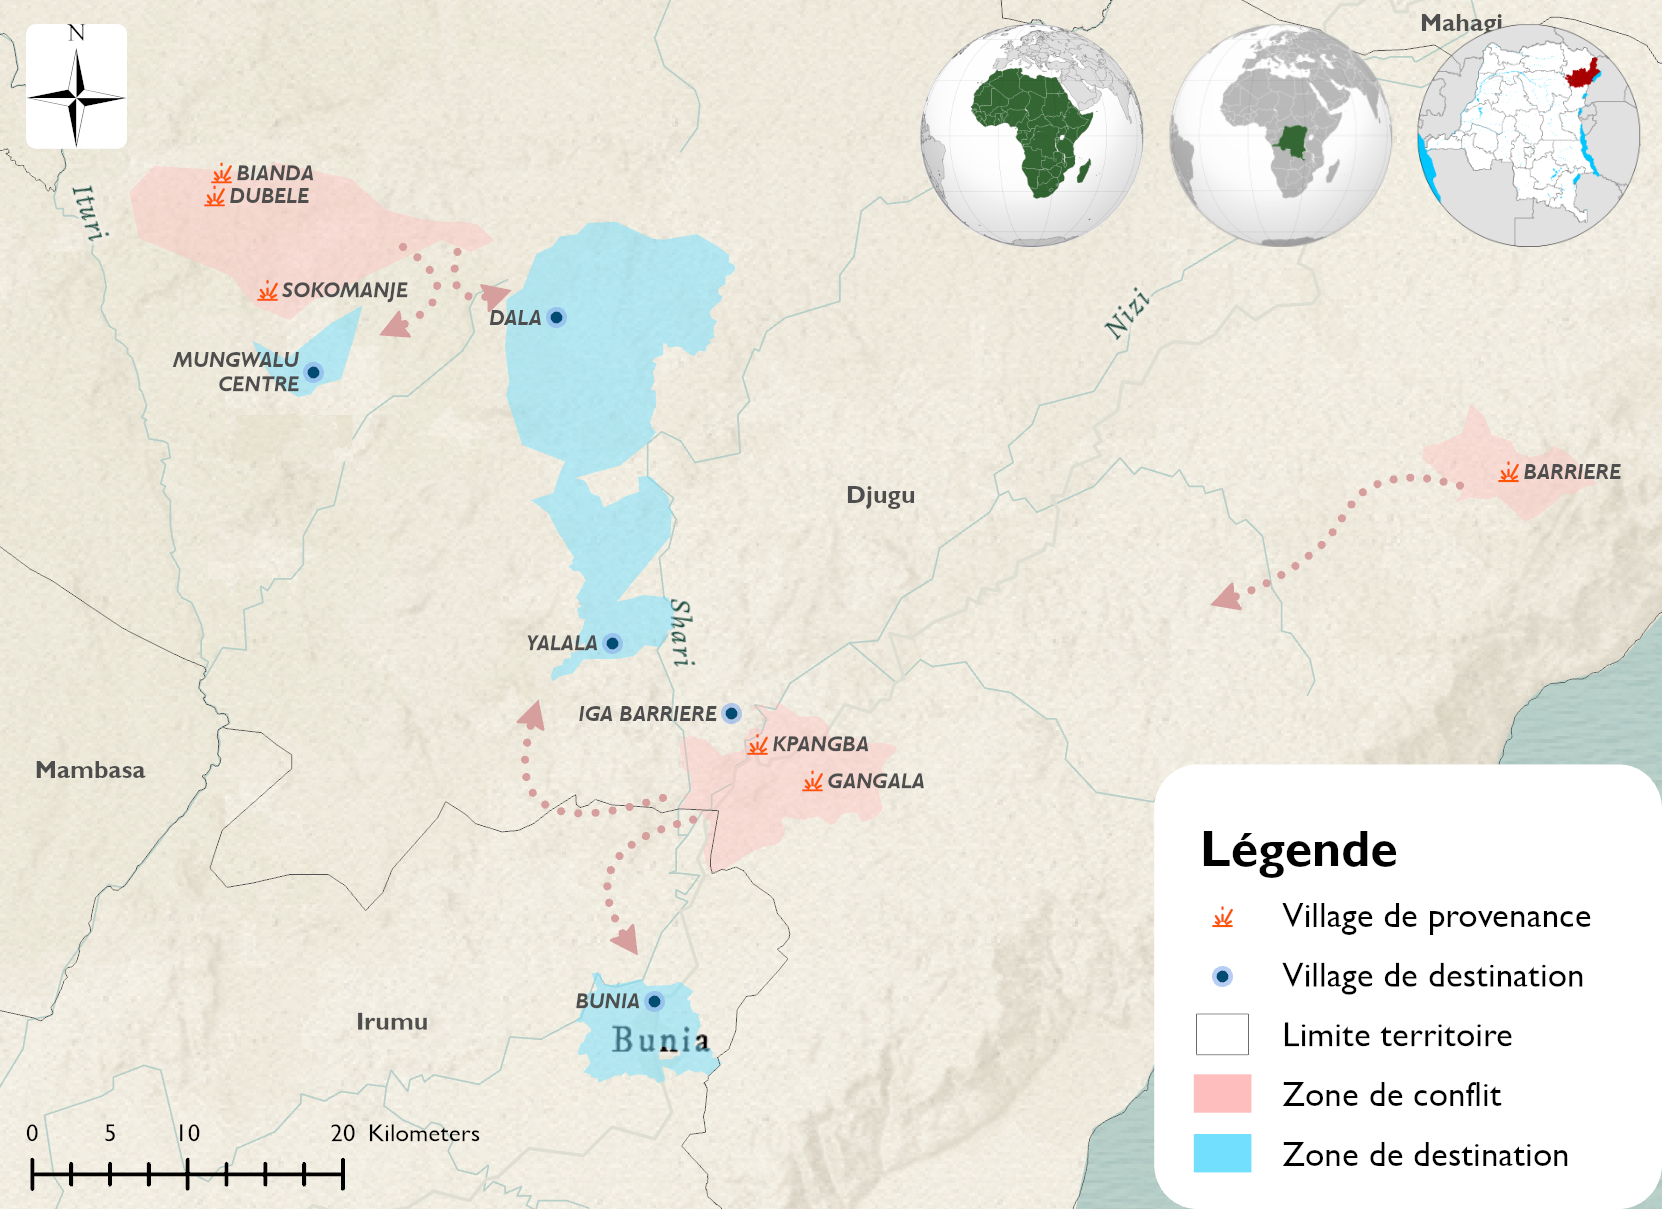 N
Mahagi
Ituri
BIANDA
DUBELE
SOKOMANJE
DALA
MUNGWALU
CENTRE
Nizi
BARRIERE
Djugu
Shari
YALALA
IGA BARRIERE
KPANGBA
GANGALA
Mambasa
Irumu
BUNIA
Bunia
0 5 10 20 Kilometers
Légende
Village de provenance
Village de destination
Limite territoire
Zone de conflit
Zone de destination